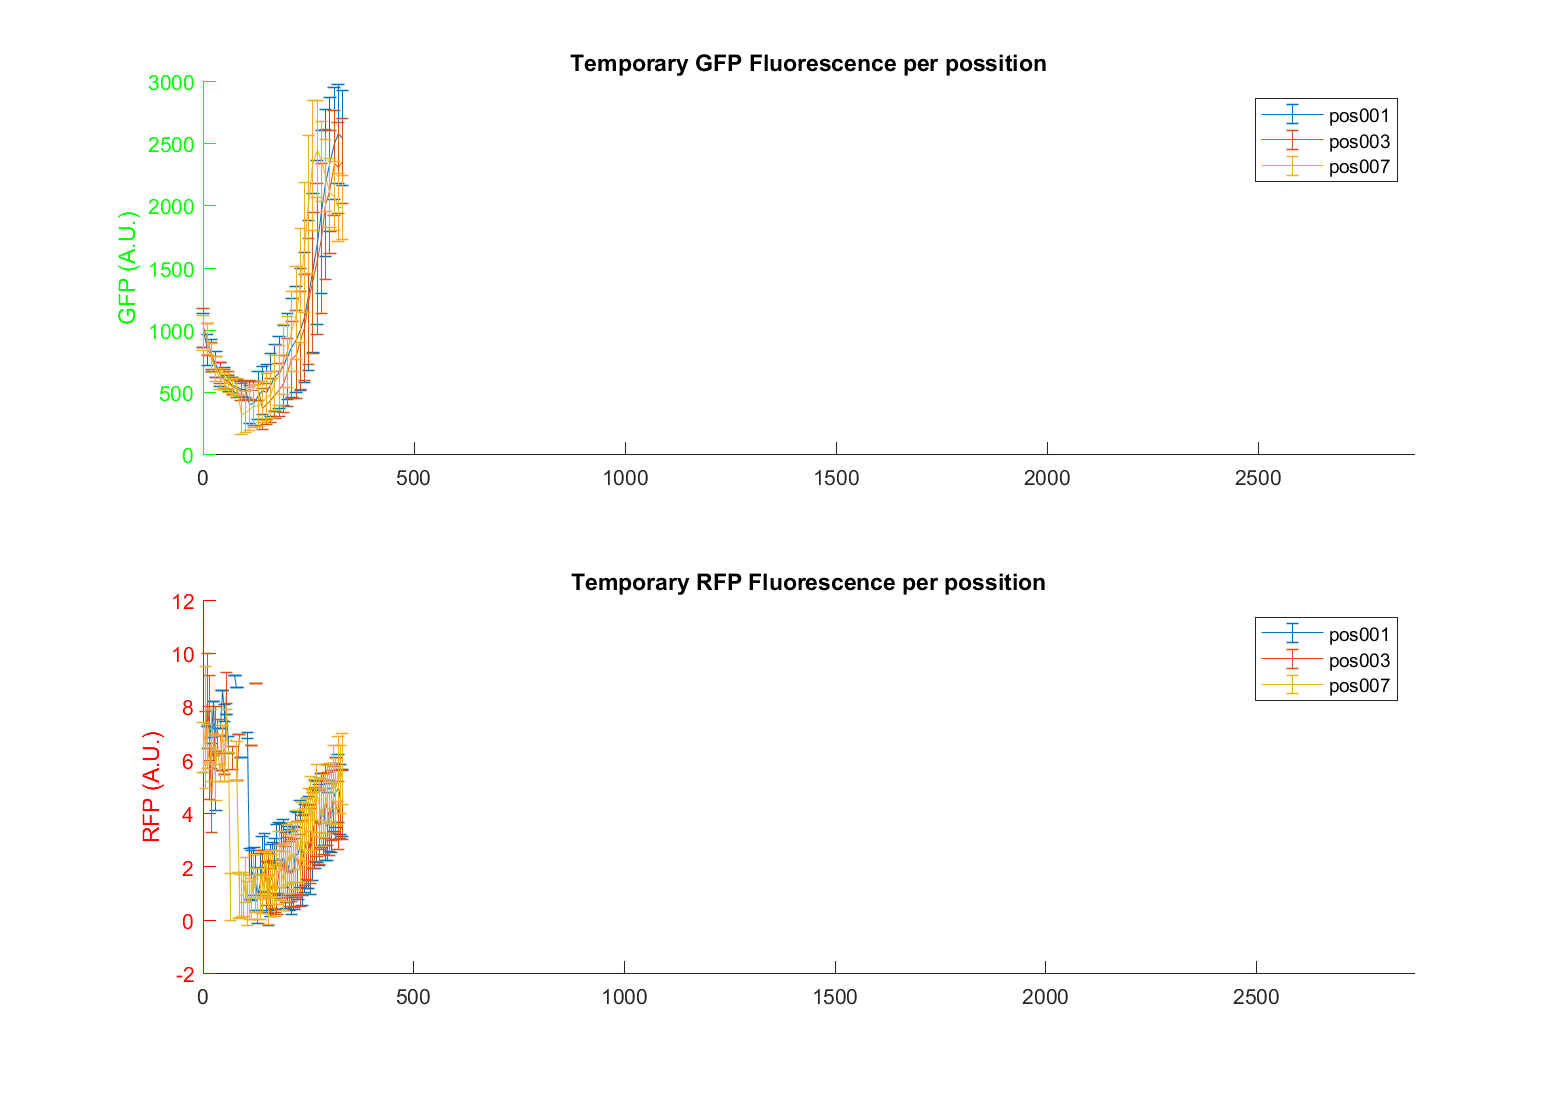 Temporary GFP Fluorescence per possition
GFP (A.U.)
3000
2500
2000
1500
1000
500
0
0 500 1000 1500 2000 2500
pos001
pos003
pos007
Temporary RFP Fluorescence per possition
RFP (A.U.)
12
10
8
6
4
2
0
-2
0 500 1000 1500 2000 2500
pos001
pos003
pos007